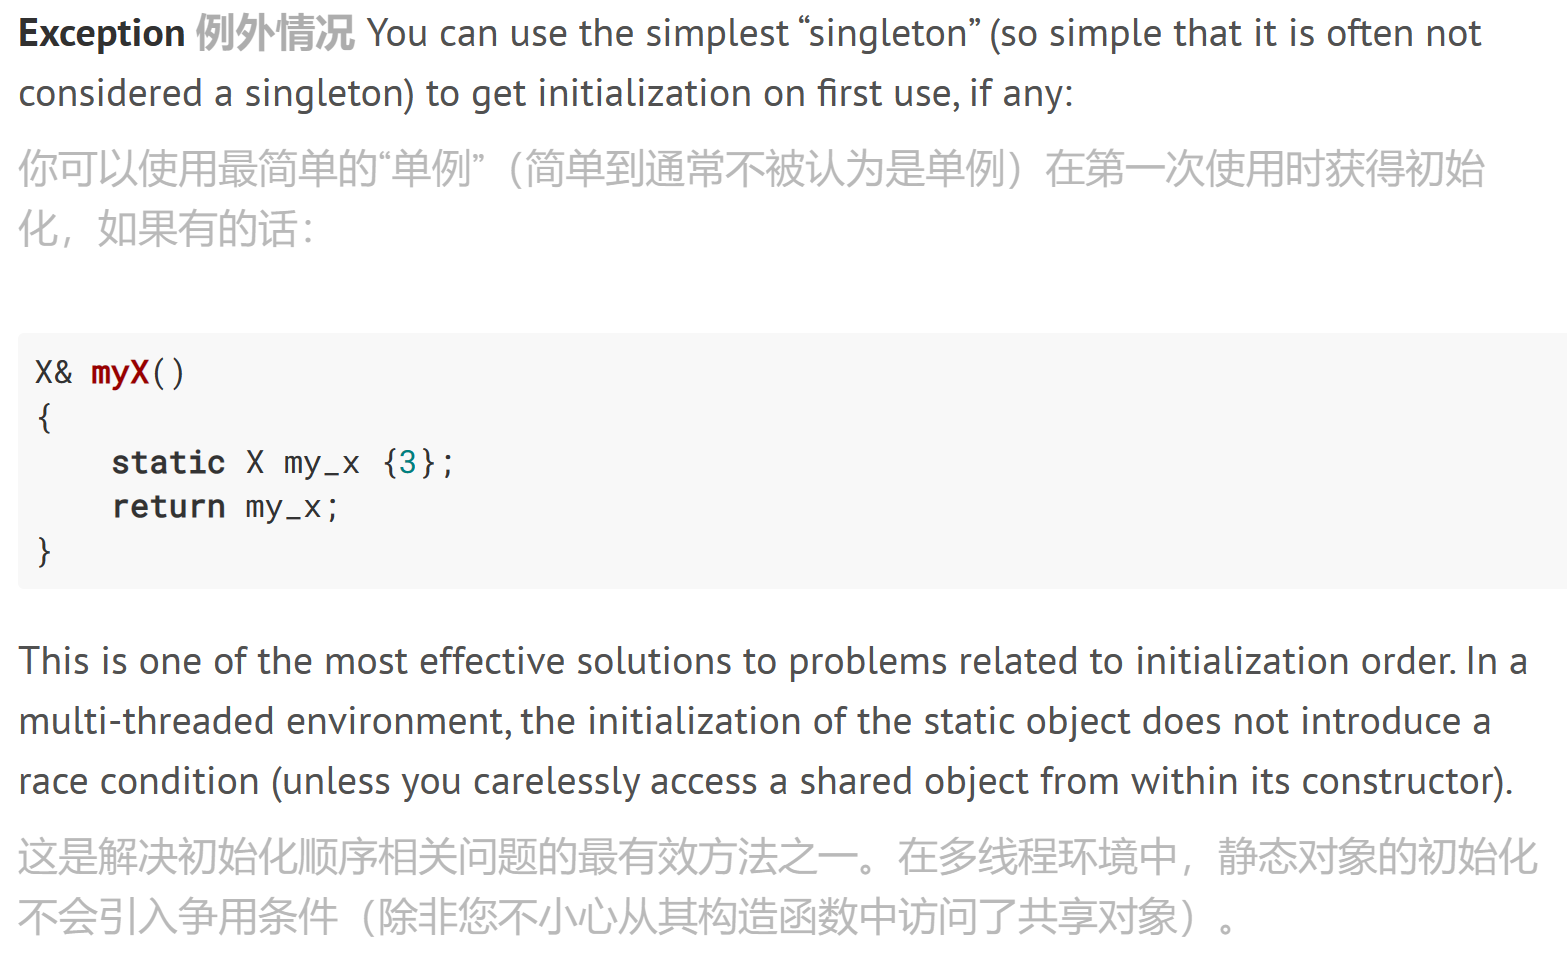 Exception 例外情况 You can use the simplest “singleton” (so simple that it is often not
considered a singleton) to get initialization on first use, if any:
你可以使用最简单的“单例”（简单到通常不被认为是单例）在第一次使用时获得初始
化，如果有的话：
X& myX()
{
    static X my_x {3};
    return my_x;
}
This is one of the most effective solutions to problems related to initialization order. In a
multi-threaded environment, the initialization of the static object does not introduce a
race condition (unless you carelessly access a shared object from within its constructor).
这是解决初始化顺序相关问题的最有效方法之一。在多线程环境中，静态对象的初始化
不会引入争用条件（除非您不小心从其构造函数中访问了共享对象）。